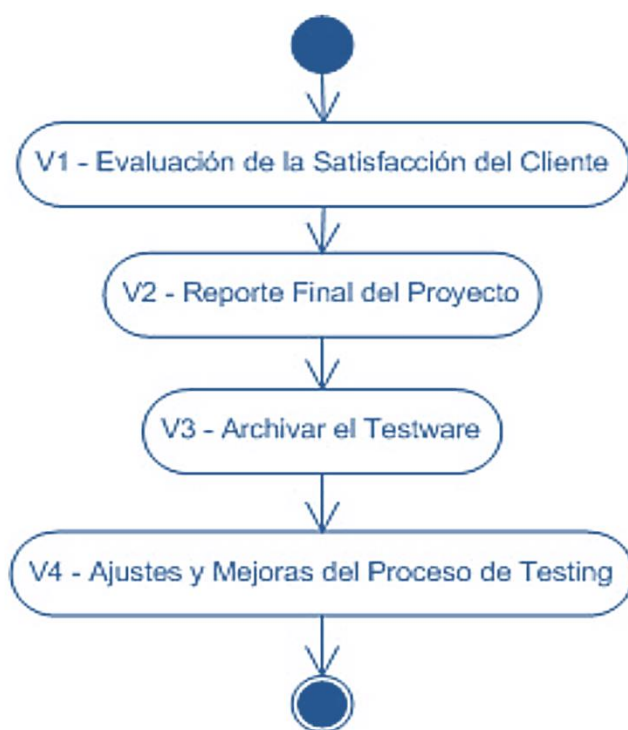 V1 - Evaluación de la Satisfacción del Cliente
V2 - Reporte Final del Proyecto
V3 - Archivar el Testware
V4 - Ajustes y Mejoras del Proceso de Testing